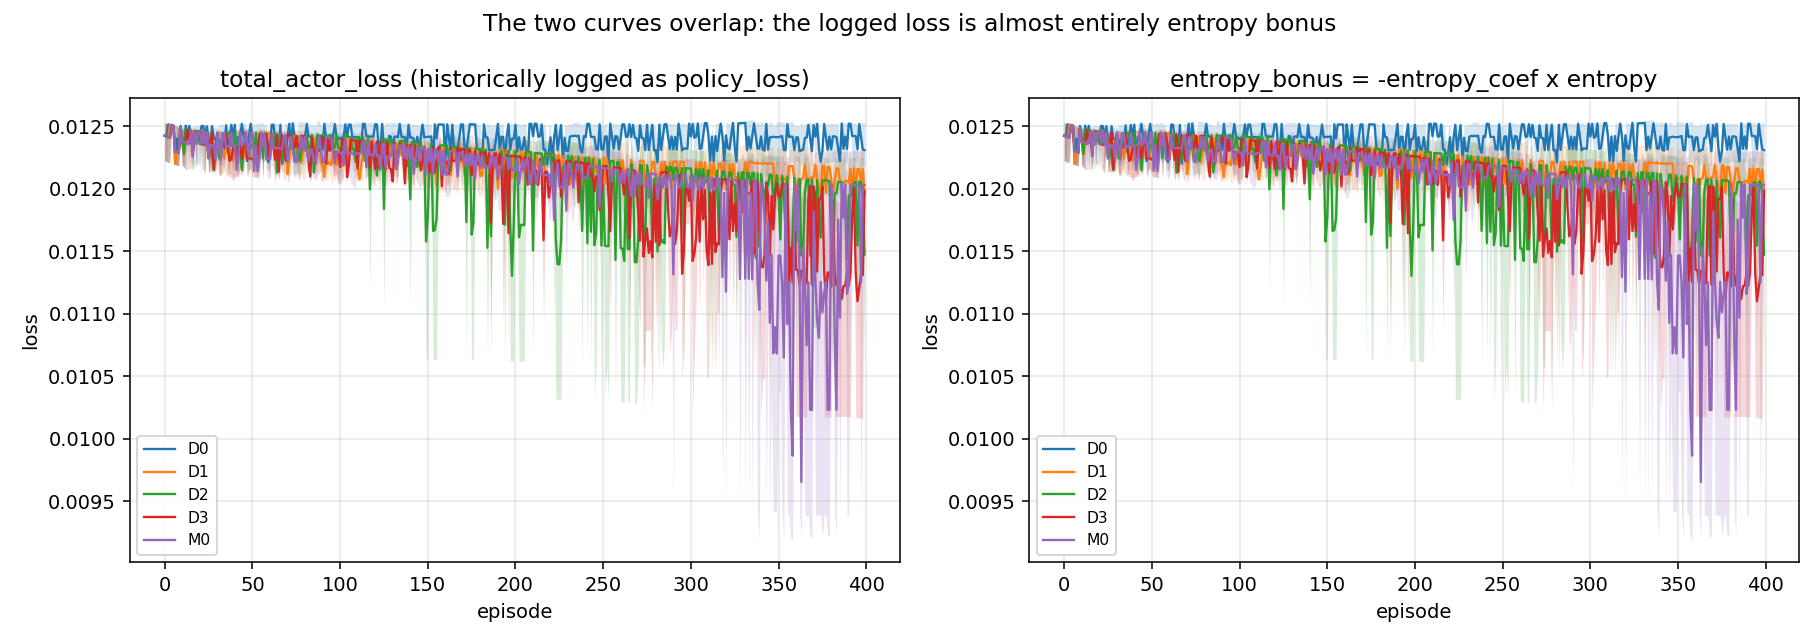 The two curves overlap: the logged loss is almost entirely entropy bonus
total_actor_loss (historically logged as policy_loss)
0.0125
0.0120
0.0115
0.0110
0.0105
0.0100
0.0095
loss
D0
D1
D2
D3
M0
0 50 100 150 200 250 300 350 400
episode
entropy_bonus = -entropy_coef x entropy
0.0125
0.0120
0.0115
0.0110
0.0105
0.0100
0.0095
loss
D0
D1
D2
D3
M0
0 50 100 150 200 250 300 350 400
episode